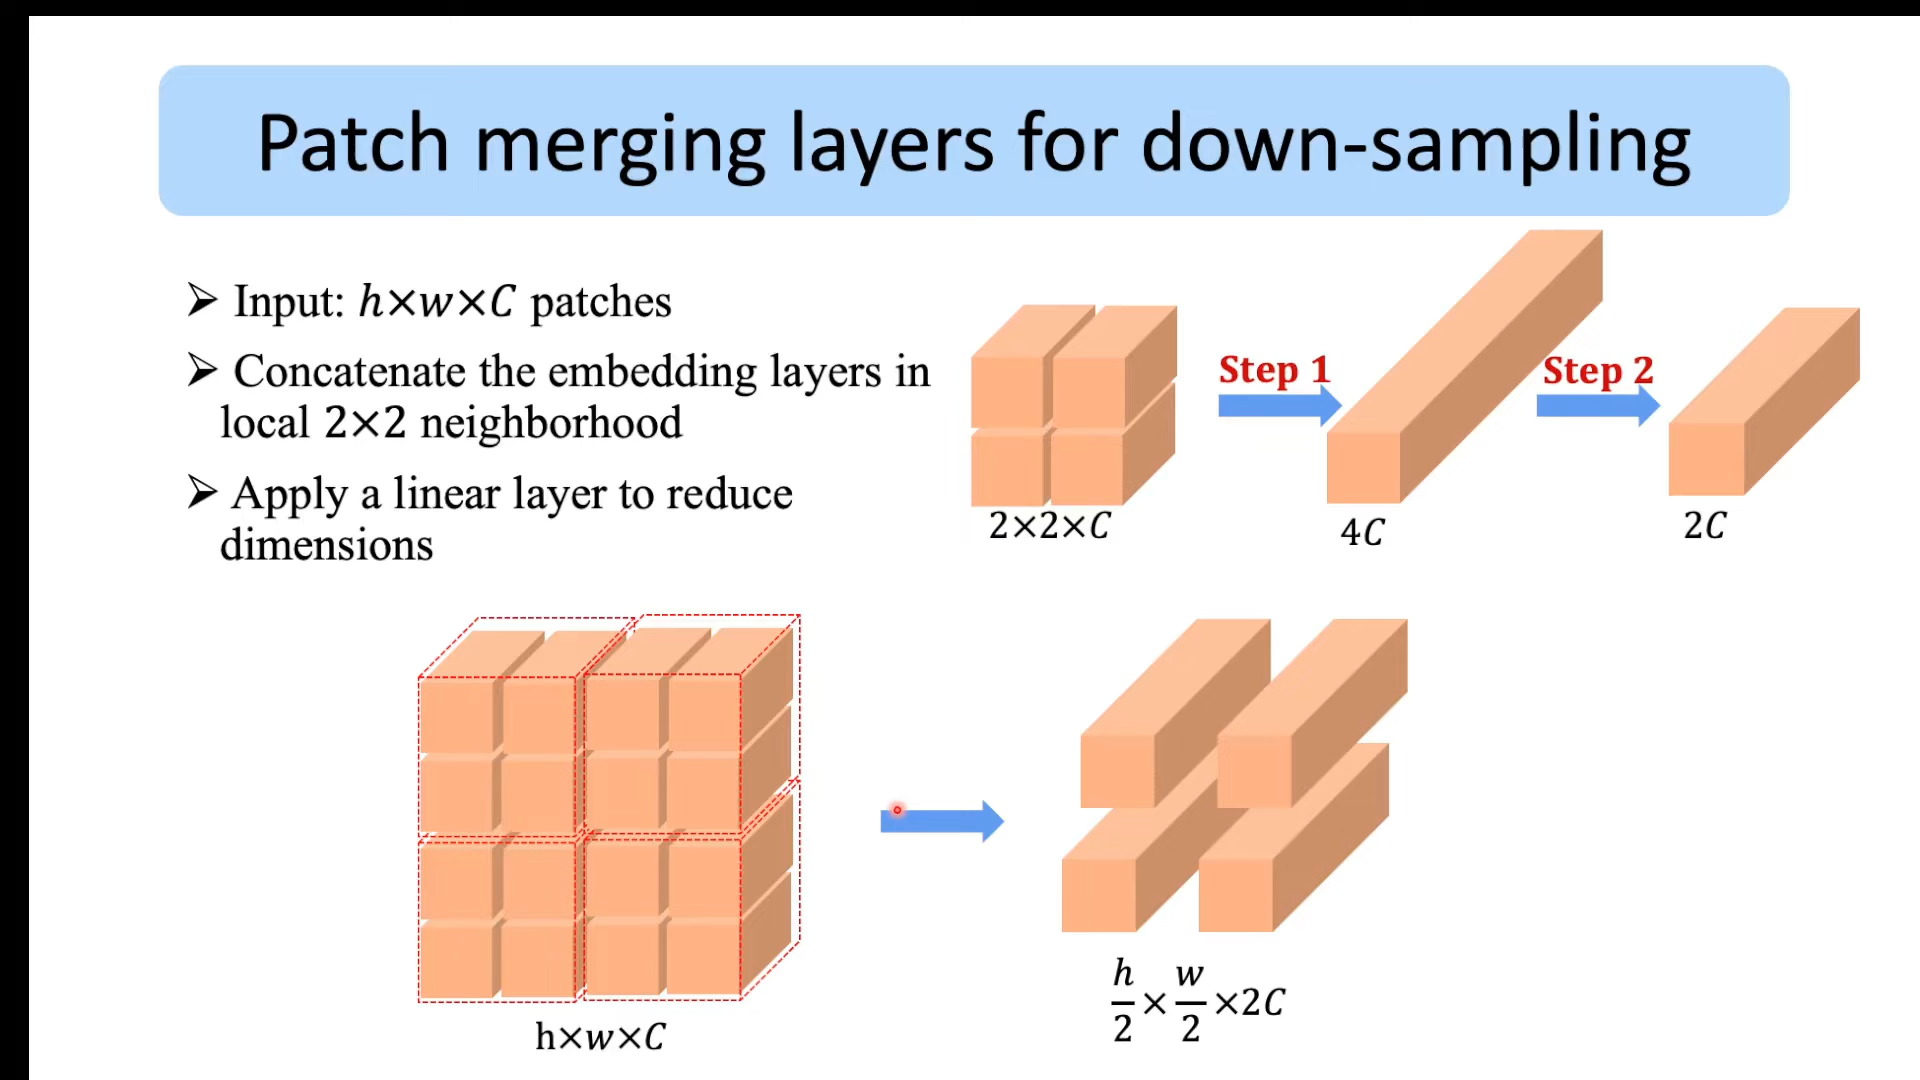 Patch merging layers for down-sampling
➢ Input: h×w×C patches
➢ Concatenate the embedding layers in
local 2×2 neighborhood
➢ Apply a linear layer to reduce
dimensions
Step 1
Step 2
2×2×C
4C
2C
h×w×C
h/2×w/2×2C